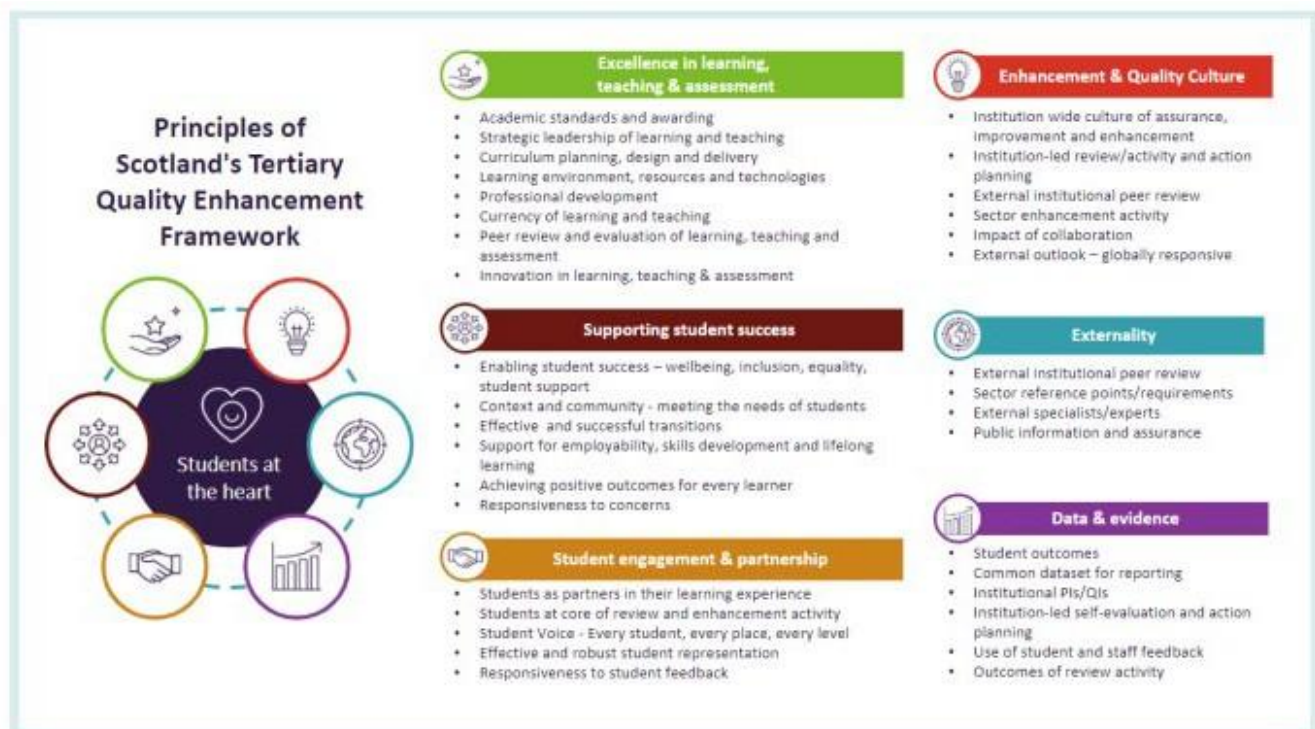 Principles of
Scotland's Tertiary
Quality Enhancement
Framework
Students at
the heart
Excellence in learning,
teaching & assessment
• Academic standards and awarding
• Strategic leadership of learning and teaching
• Curriculum planning, design and delivery
• Learning environment, resources and technologies
• Professional development
• Currency of learning and teaching
• Peer review and evaluation of learning, teaching and
assessment
• Innovation in learning, teaching & assessment
Supporting student success
• Enabling student success – wellbeing, inclusion, equality,
student support
• Context and community - meeting the needs of students
• Effective and successful transitions
• Support for employability, skills development and lifelong
learning
• Achieving positive outcomes for every learner
• Responsiveness to concerns
Student engagement & partnership
• Students as partners in their learning experience
• Students at core of review and enhancement activity
• Student Voice - Every student, every place, every level
• Effective and robust student representation
• Responsiveness to student feedback
Enhancement & Quality Culture
• Institution wide culture of assurance,
improvement and enhancement
• Institution-led review/activity and action
planning
• External institutional peer review
• Sector enhancement activity
• Impact of collaboration
• External outlook – globally responsive
Externality
• External institutional peer review
• Sector reference points/requirements
• External specialists/experts
• Public information and assurance
Data & evidence
• Student outcomes
• Common dataset for reporting
• Institutional PIs/QIs
• Institution-led self-evaluation and action
planning
• Use of student and staff feedback
• Outcomes of review activity